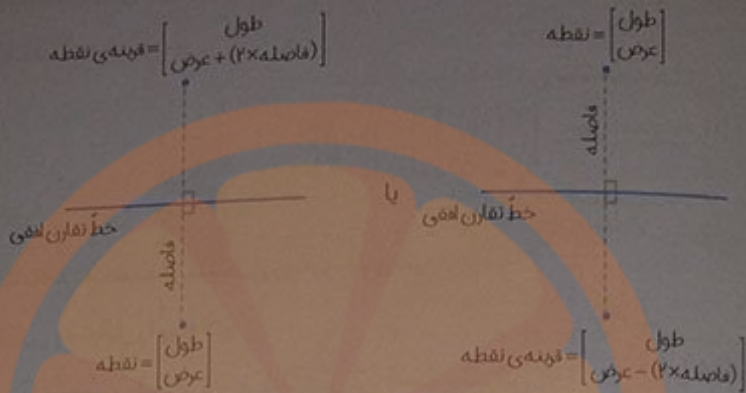 نقطه = [طول
عرض]
فاصله
خطّ تقارن افقی
قرینه‌ی نقطه = [طول
عرض − (۲×فاصله)]
یا
قرینه‌ی نقطه = [طول
عرض + (۲×فاصله)]
خطّ تقارن افقی
فاصله
نقطه = [طول
عرض]